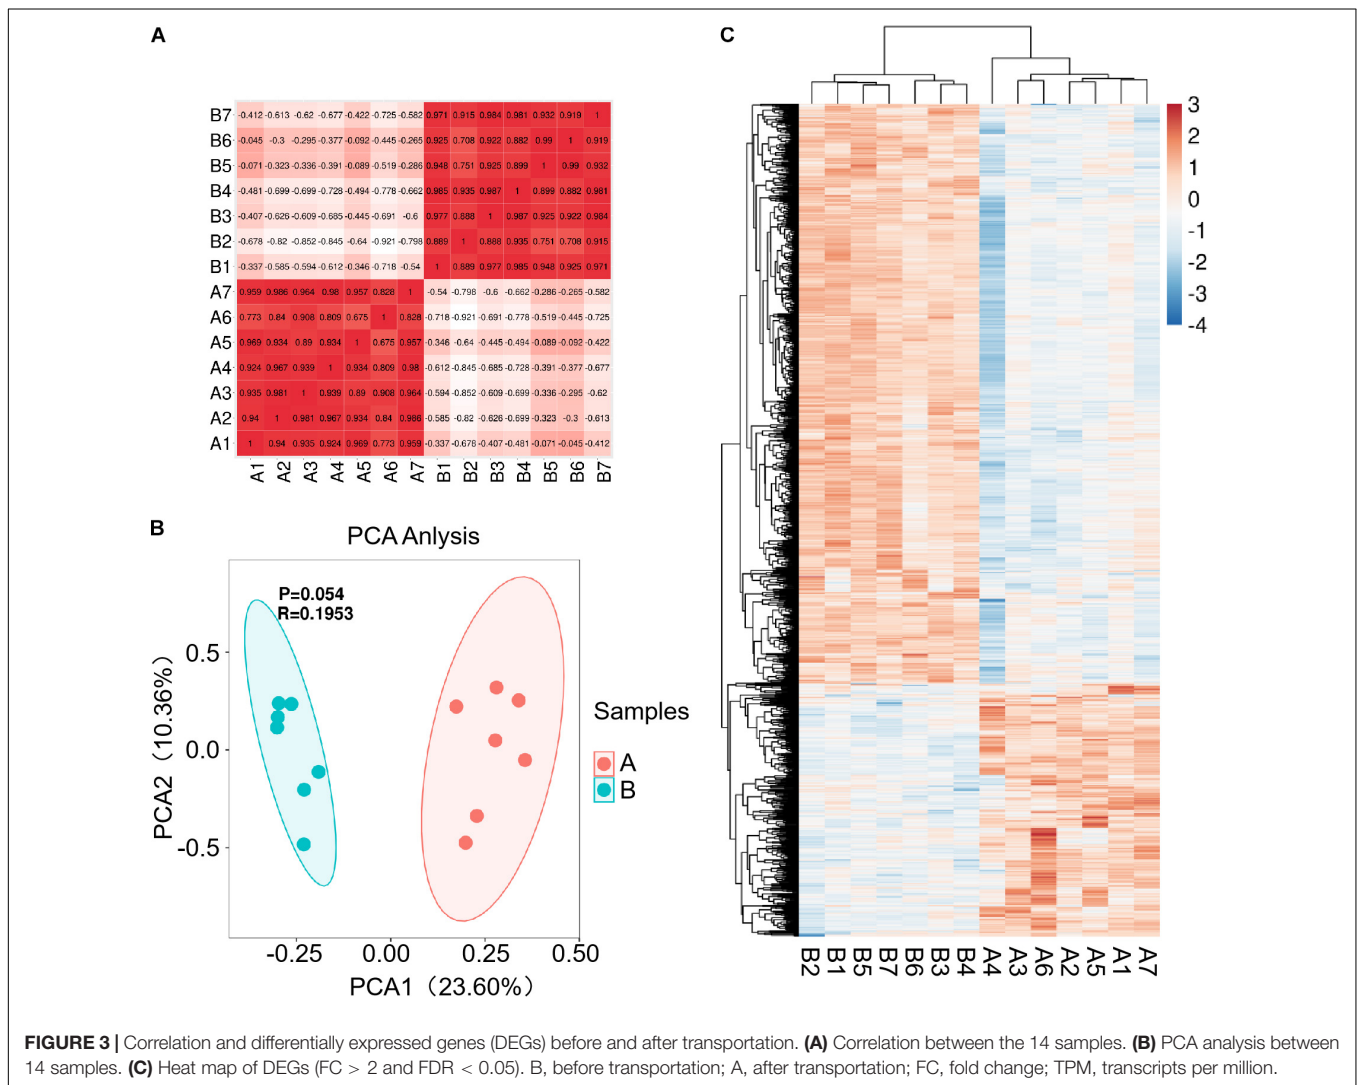 A
B7 -0.412 -0.613 -0.62 -0.677 -0.422 -0.725 -0.582 0.971 0.915 0.984 0.981 0.932 0.919 1
B6 -0.045 -0.3 -0.295 -0.377 -0.092 -0.445 -0.265 0.925 0.708 0.922 0.882 0.99 1 0.919
B5 -0.071 -0.323 -0.336 -0.391 -0.089 -0.519 -0.286 0.948 0.751 0.925 0.899 1 0.99 0.932
B4 -0.481 -0.699 -0.699 -0.728 -0.494 -0.778 -0.662 0.985 0.935 0.987 1 0.899 0.882 0.981
B3 -0.407 -0.626 -0.609 -0.685 -0.445 -0.691 -0.6 0.977 0.888 1 0.987 0.925 0.922 0.984
B2 -0.678 -0.82 -0.852 -0.845 -0.64 -0.921 -0.798 0.889 1 0.888 0.935 0.751 0.708 0.915
B1 -0.337 -0.585 -0.594 -0.612 -0.346 -0.718 -0.54 1 0.889 0.977 0.985 0.948 0.925 0.971
A7 0.959 0.986 0.964 0.98 0.957 0.828 1 -0.54 -0.798 -0.6 -0.662 -0.286 -0.265 -0.582
A6 0.773 0.84 0.908 0.809 0.675 1 0.828 -0.718 -0.921 -0.691 -0.778 -0.519 -0.445 -0.725
A5 0.969 0.934 0.89 0.934 1 0.675 0.957 -0.346 -0.64 -0.445 -0.494 -0.089 -0.092 -0.422
A4 0.924 0.967 0.939 1 0.934 0.809 0.98 -0.612 -0.845 -0.685 -0.728 -0.391 -0.377 -0.677
A3 0.935 0.981 1 0.939 0.89 0.908 0.964 -0.594 -0.852 -0.609 -0.699 -0.336 -0.295 -0.62
A2 0.94 1 0.981 0.967 0.934 0.84 0.986 -0.585 -0.82 -0.626 -0.699 -0.323 -0.3 -0.613
A1 1 0.94 0.935 0.924 0.969 0.773 0.959 -0.337 -0.678 -0.407 -0.481 -0.071 -0.045 -0.412
A1 A2 A3 A4 A5 A6 A7 B1 B2 B3 B4 B5 B6 B7
B
PCA Anlysis
P=0.054
R=0.1953
PCA2（10.36%）
0.5
0.0
-0.5
-0.25 0.00 0.25 0.50
PCA1（23.60%）
Samples
A
B
C
3
2
1
0
-1
-2
-3
-4
B2 B1 B5 B7 B6 B3 B4 A4 A3 A6 A2 A5 A1 A7
FIGURE 3 | Correlation and differentially expressed genes (DEGs) before and after transportation. (A) Correlation between the 14 samples. (B) PCA analysis between
14 samples. (C) Heat map of DEGs (FC > 2 and FDR < 0.05). B, before transportation; A, after transportation; FC, fold change; TPM, transcripts per million.